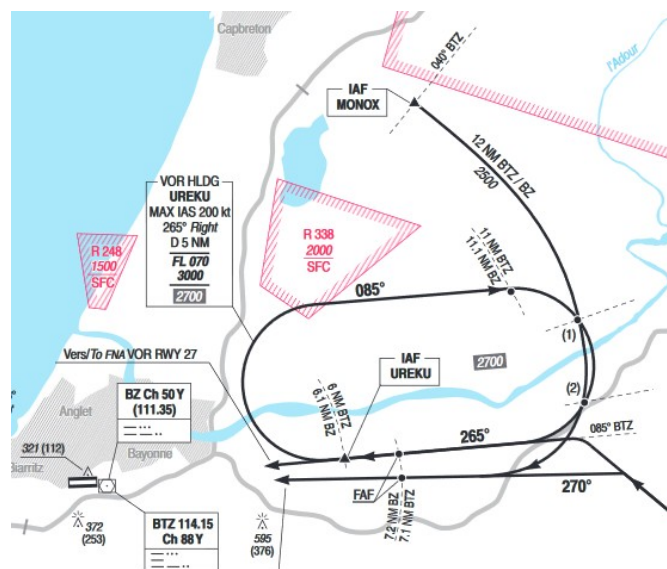 Capbreton
040° BTZ
l'Adour
IAF
MONOX
12 NM BTZ / BZ
2500
VOR HLDG
UREKU
MAX IAS 200 kt
265° Right
D 5 NM
FL 070
3000
2700
R 248
1500
SFC
R 338
2000
SFC
11 NM BTZ
11.1 NM BZ
085°
(1)
Vers/To FNA VOR RWY 27
IAF
UREKU
2700
(2)
6 NM BTZ
6.1 NM BZ
BZ Ch 50 Y
(111.35)
Anglet
085° BTZ
265°
321 (112)
Biarritz
Bayonne
FAF
270°
7.2 NM BZ
7.1 NM BTZ
BTZ 114.15
Ch 88 Y
372
(253)
595
(376)